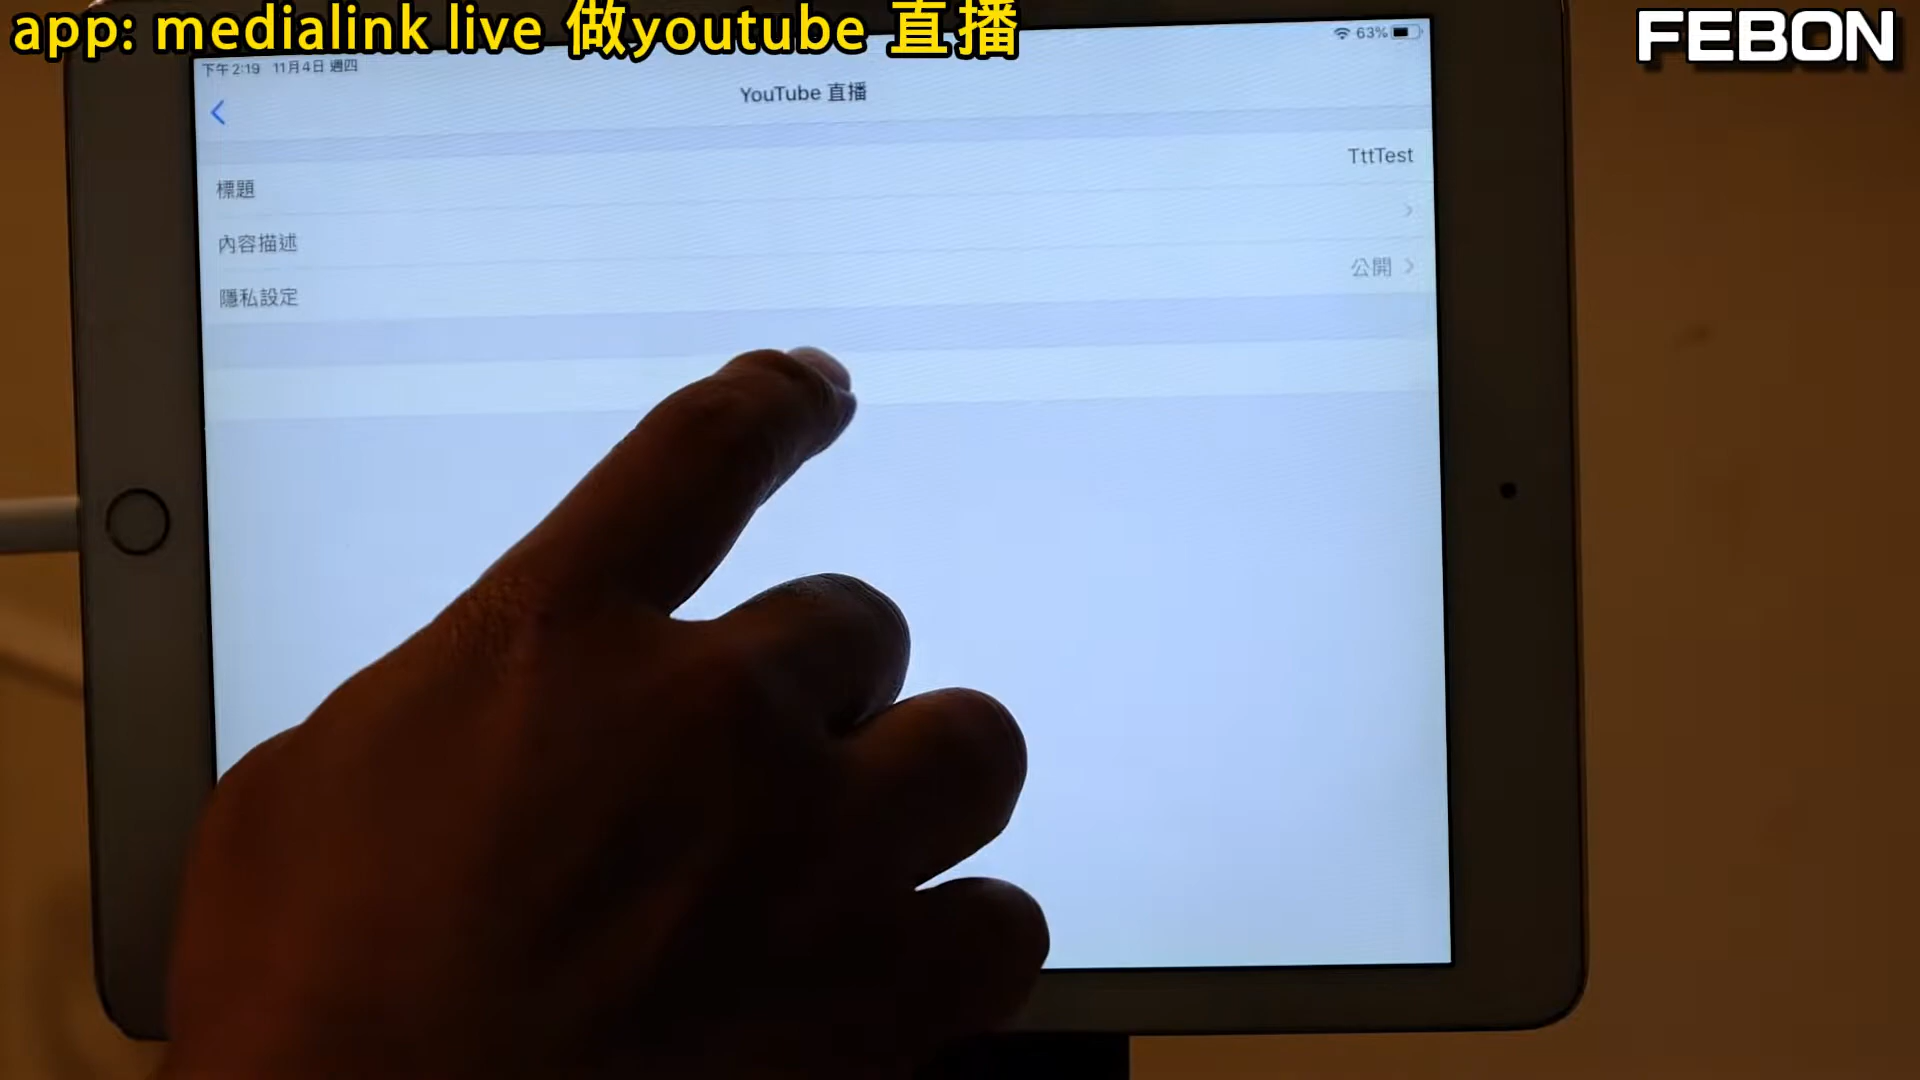 app: medialink live 做youtube 直播
FEBON
下午2:19 11月4日 週四
63%
YouTube 直播
標題
TttTest
內容描述
隱私設定
公開